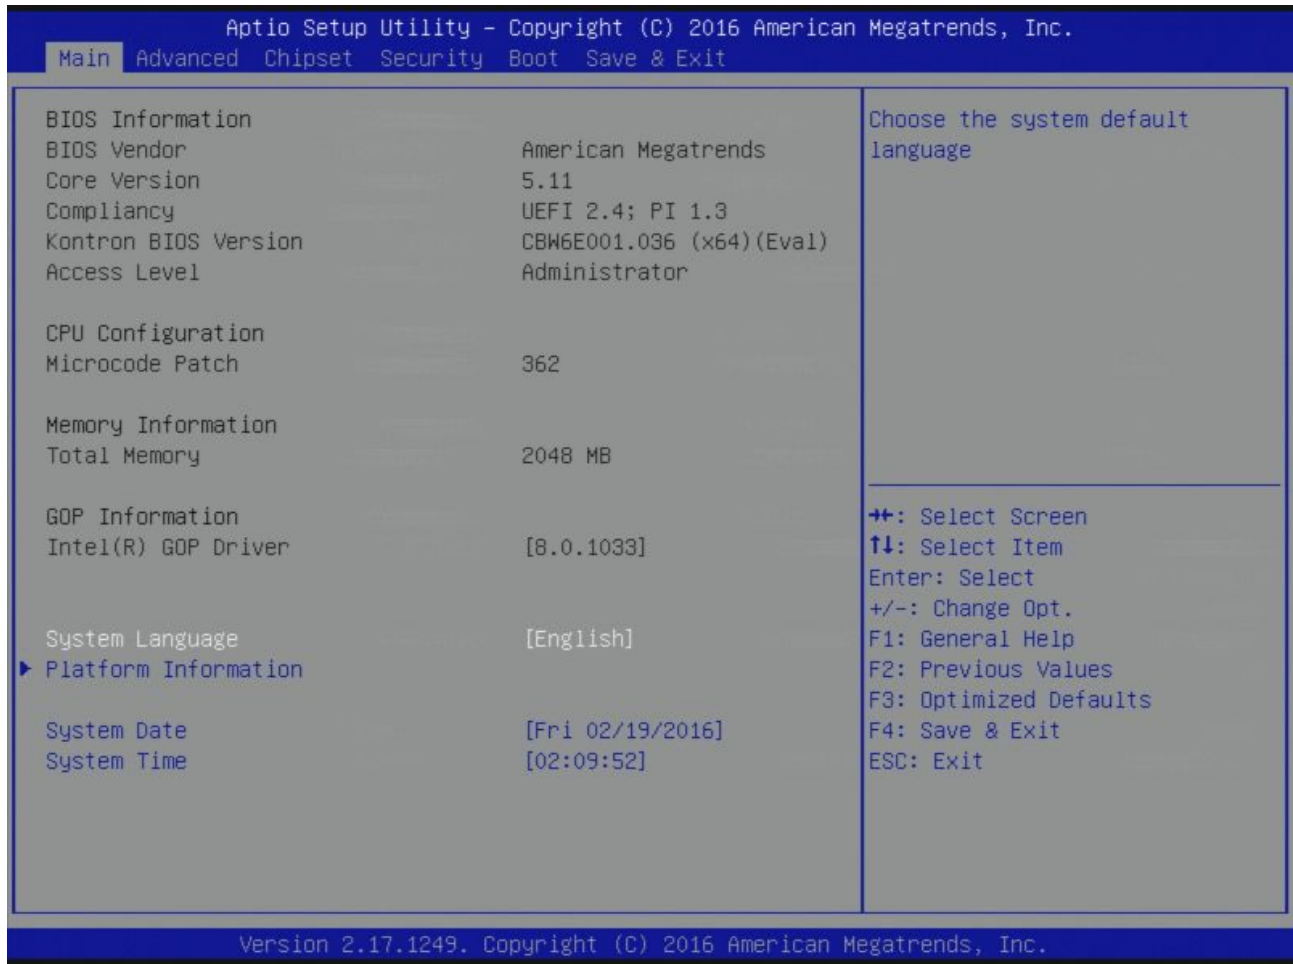 Aptio Setup Utility – Copyright (C) 2016 American Megatrends, Inc.
Main Advanced Chipset Security Boot Save & Exit
BIOS Information
BIOS Vendor American Megatrends
Core Version 5.11
Compliancy UEFI 2.4; PI 1.3
Kontron BIOS Version CBW6E001.036 (x64)(Eval)
Access Level Administrator
CPU Configuration
Microcode Patch 362
Memory Information
Total Memory 2048 MB
GOP Information
Intel(R) GOP Driver [8.0.1033]
System Language [English]
Platform Information
System Date [Fri 02/19/2016]
System Time [02:09:52]
Choose the system default
language
→←: Select Screen
↑↓: Select Item
Enter: Select
+/-: Change Opt.
F1: General Help
F2: Previous Values
F3: Optimized Defaults
F4: Save & Exit
ESC: Exit
Version 2.17.1249. Copyright (C) 2016 American Megatrends, Inc.